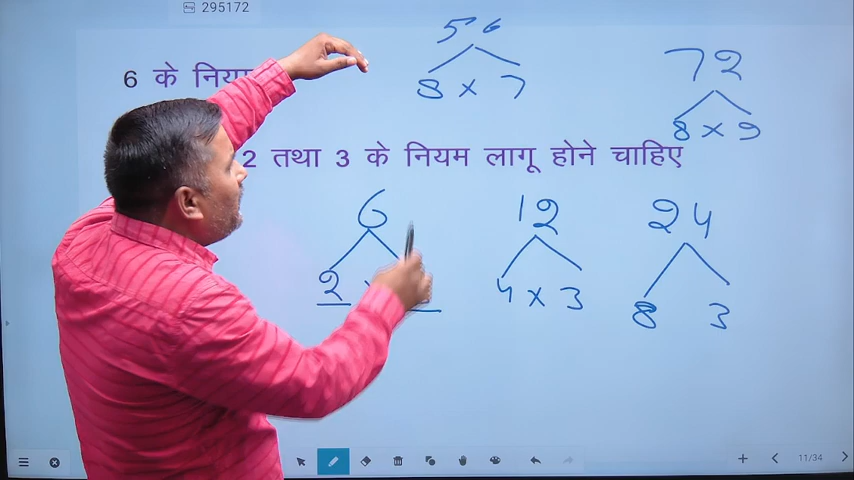 295172
56
8 x 7
72
8 x 9
6 के
2 तथा 3 के नियम लागू होने चाहिए
6
2
12
4 x 3
24
8 3
11/34